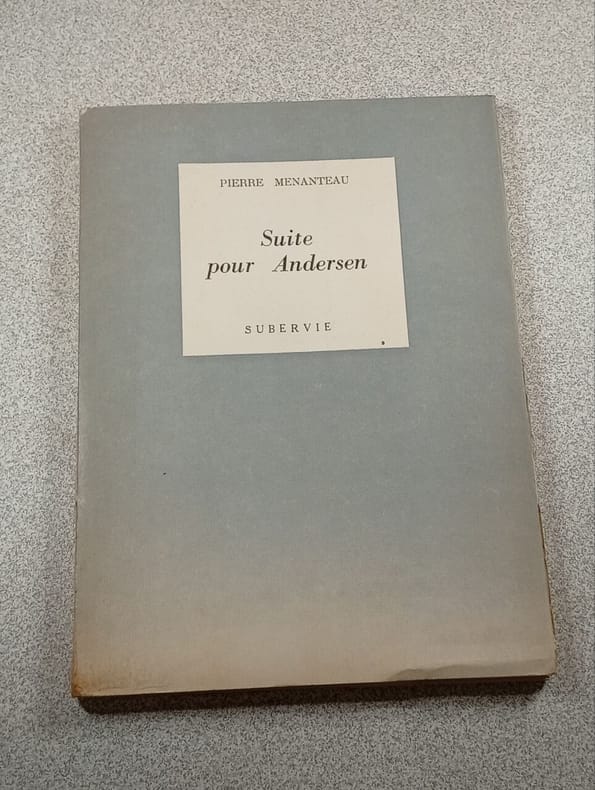 PIERRE MENANTEAU
Suite
pour Andersen
SUBERVIE